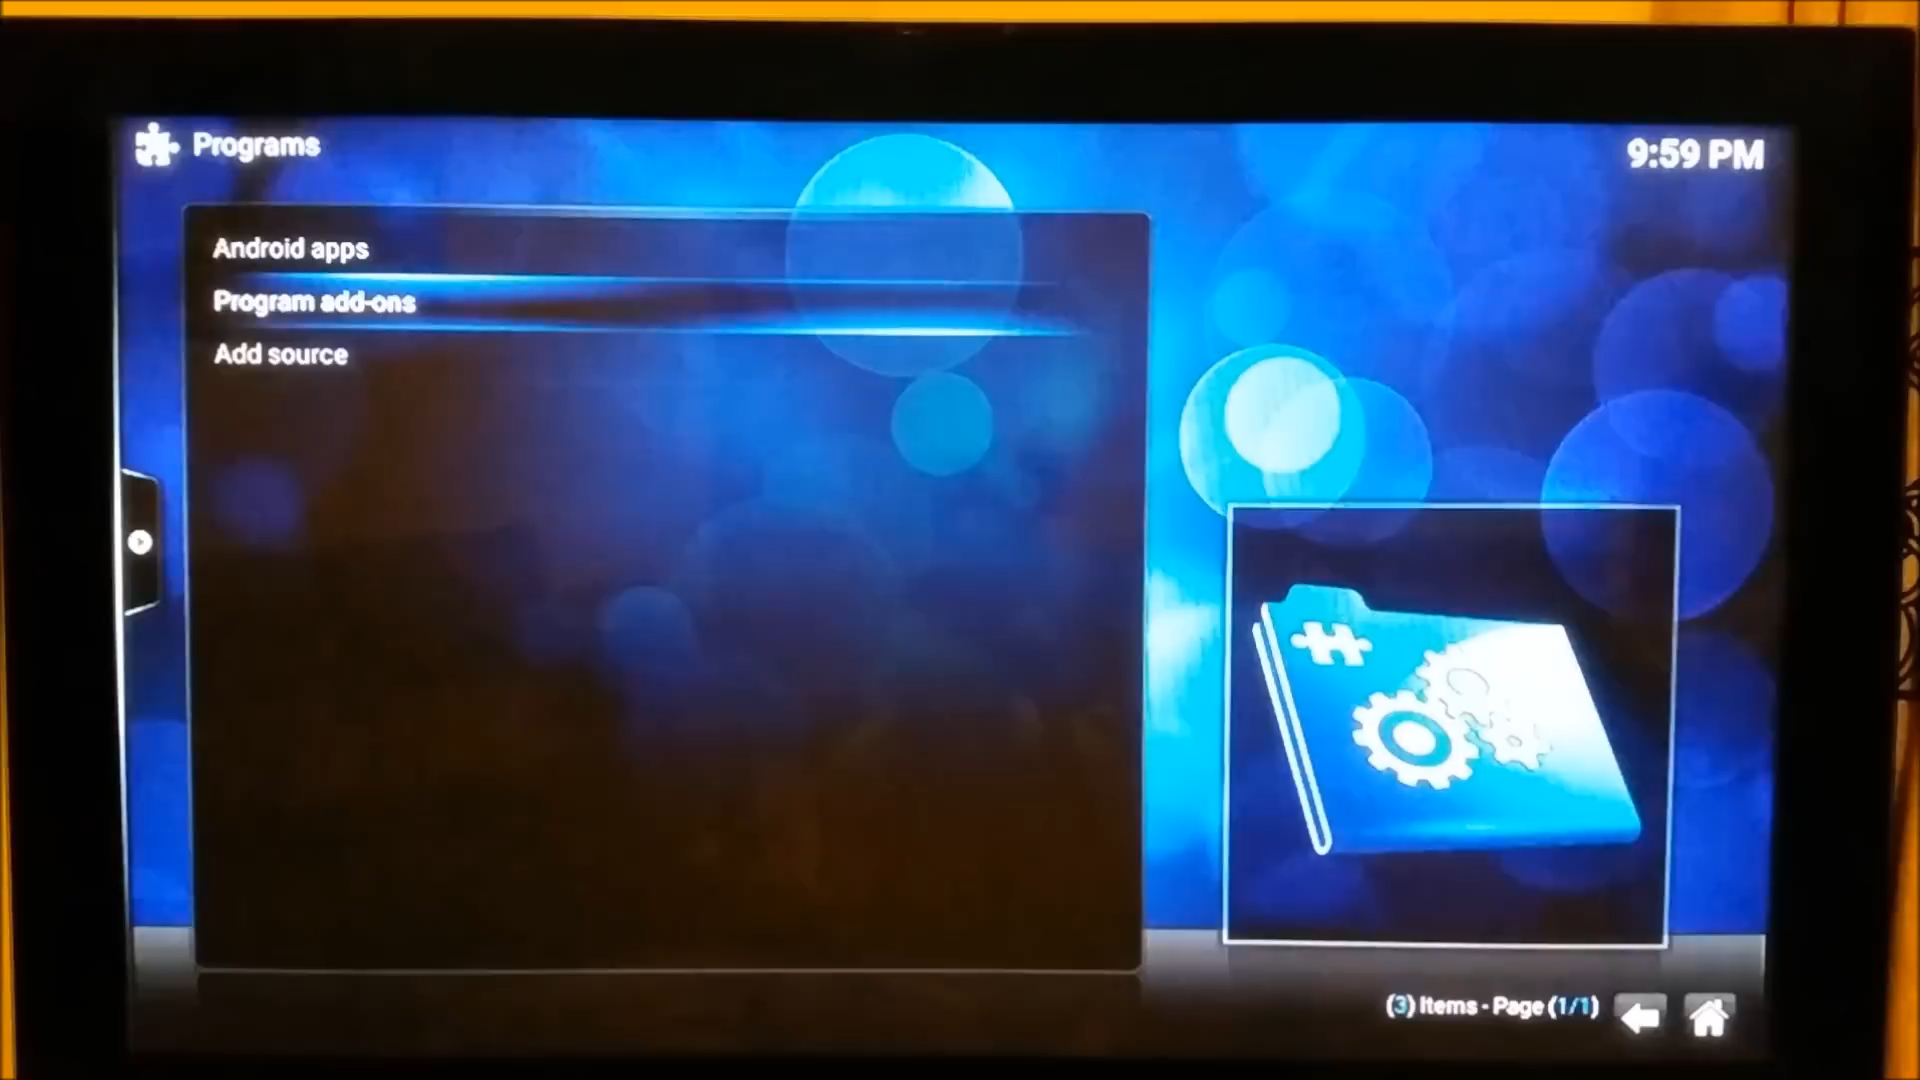 Programs
9:59 PM
Android apps
Program add-ons
Add source
(3) Items - Page (1/1)